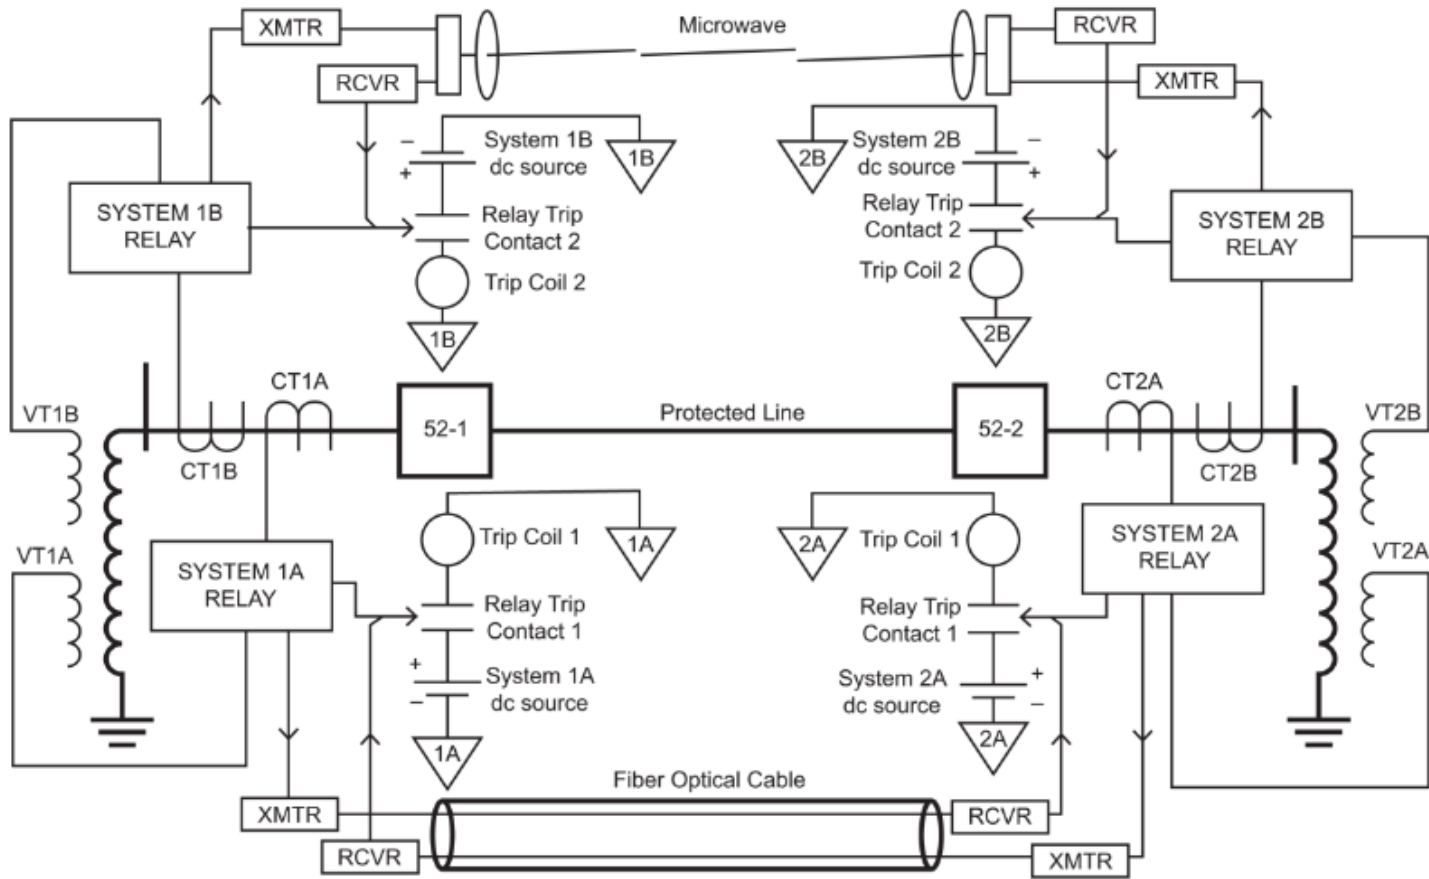 XMTR
Microwave
RCVR
RCVR
XMTR
−
System 1B
dc source
+
1B
2B
System 2B
dc source
−
+
SYSTEM 1B
RELAY
Relay Trip
Contact 2
Relay Trip
Contact 2
SYSTEM 2B
RELAY
Trip Coil 2
Trip Coil 2
1B
2B
CT1A
CT2A
VT1B
52-1
Protected Line
52-2
VT2B
CT1B
CT2B
VT1A
SYSTEM 1A
RELAY
Trip Coil 1
1A
2A
Trip Coil 1
SYSTEM 2A
RELAY
VT2A
Relay Trip
Contact 1
Relay Trip
Contact 1
+
−
System 1A
dc source
System 2A
dc source
+
−
1A
2A
Fiber Optical Cable
XMTR
RCVR
RCVR
XMTR